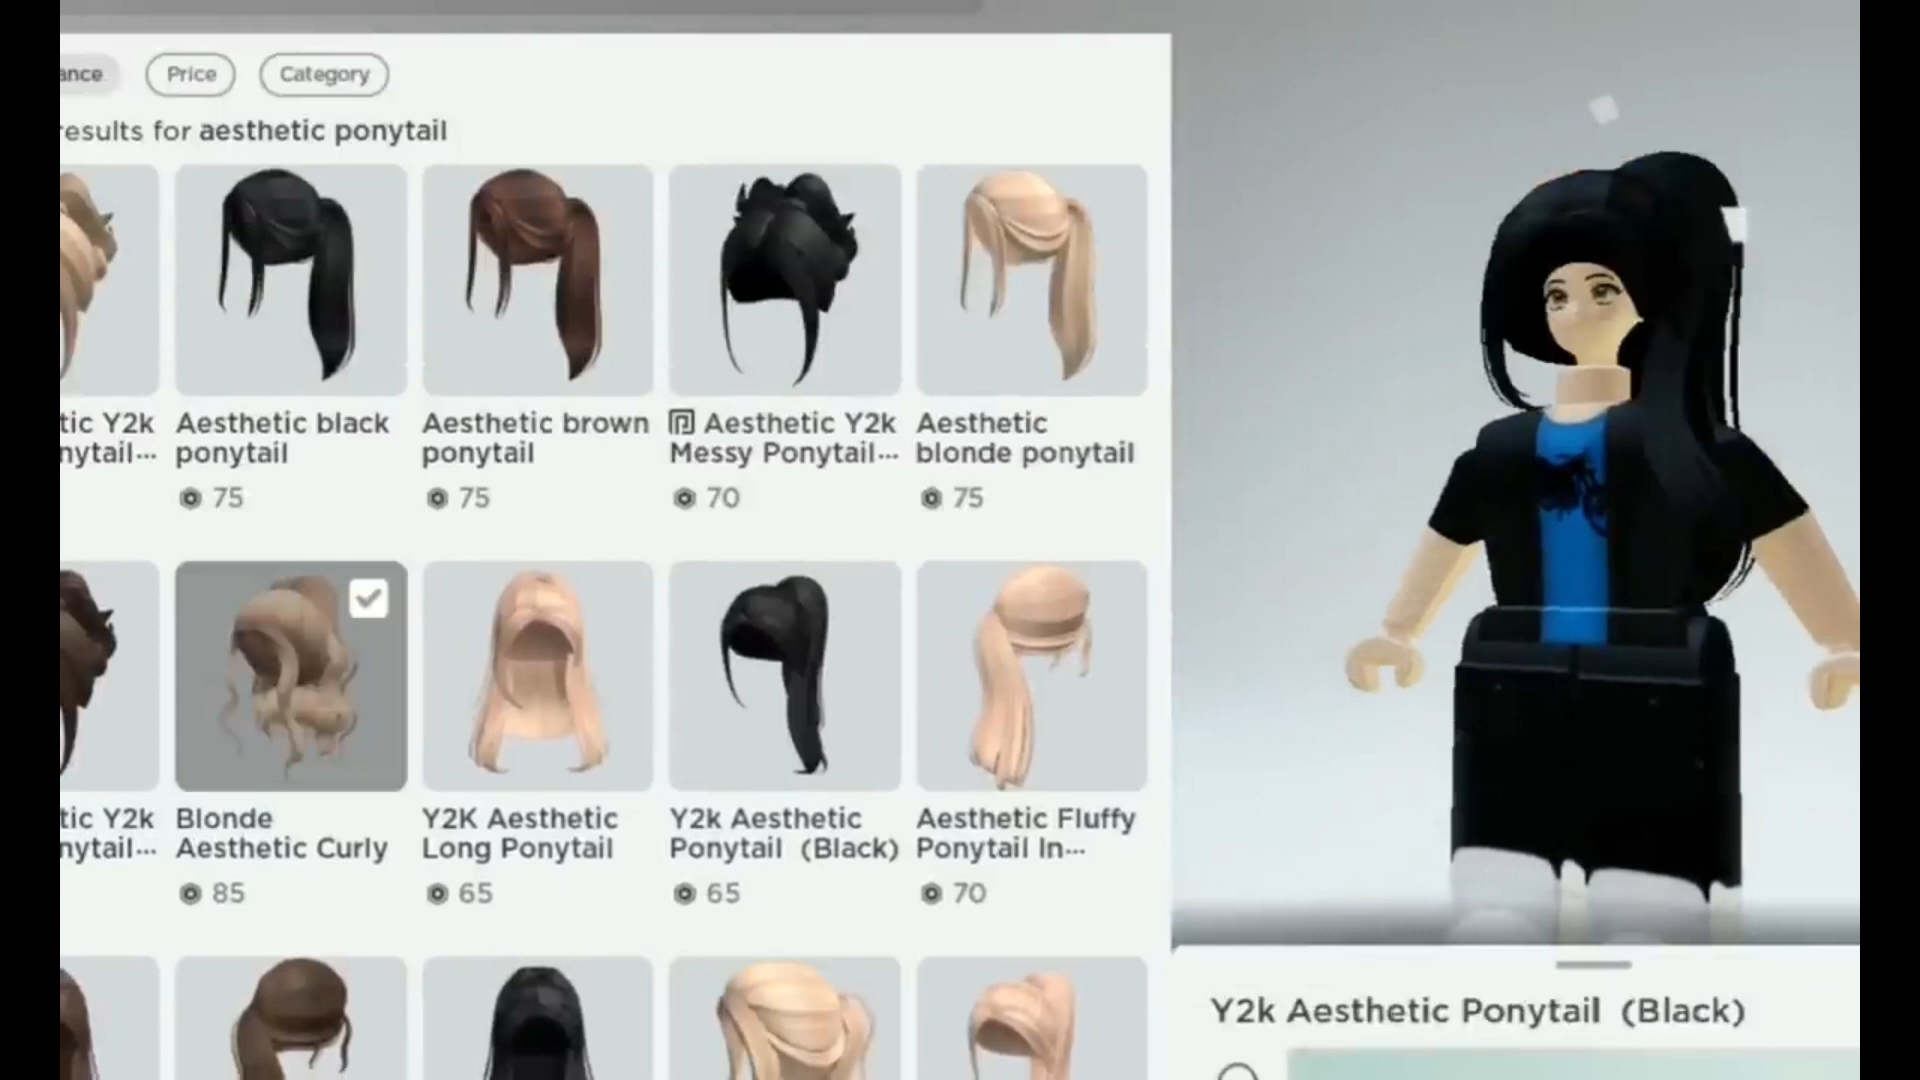 ance Price Category
results for aesthetic ponytail
tic Y2k
nytail...
Aesthetic black
ponytail
75
Aesthetic brown
ponytail
75
Aesthetic Y2k
Messy Ponytail...
70
Aesthetic
blonde ponytail
75
tic Y2k
nytail...
Blonde
Aesthetic Curly
85
Y2K Aesthetic
Long Ponytail
65
Y2k Aesthetic
Ponytail (Black)
65
Aesthetic Fluffy
Ponytail In...
70
Y2k Aesthetic Ponytail (Black)